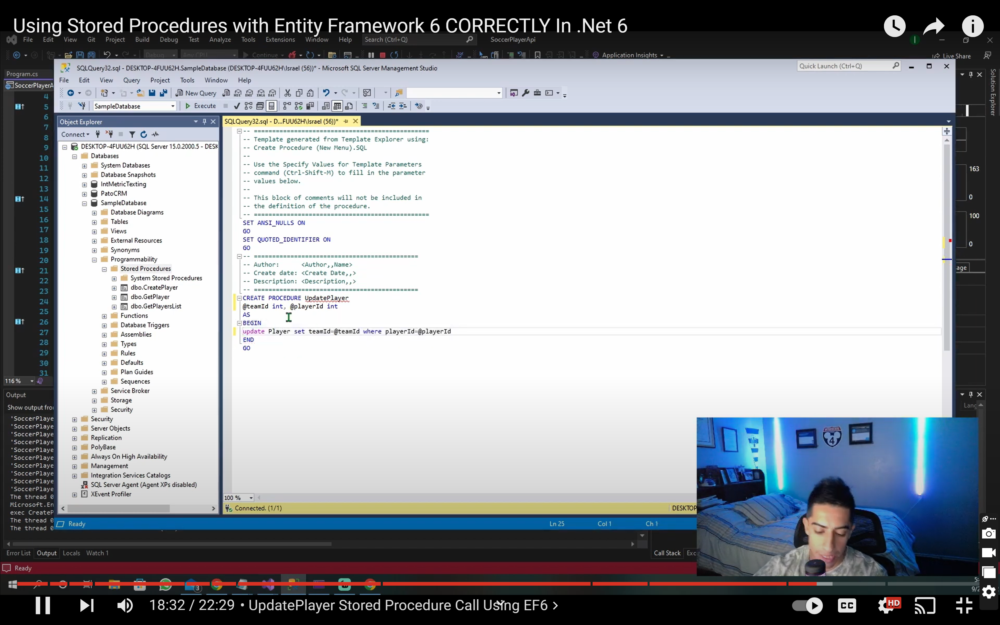 Using Stored Procedures with Entity Framework 6 CORRECTLY In .Net 6
File Edit View Git Project Build Debug Test Analyze Tools Extensions Window Help Search (Ctrl+Q) SoccerPlayerApi
Debug Any CPU Continue Application Insights Live Share
Program.cs
SoccerPlayerA
Solution Explorer
SQLQuery32.sql - DESKTOP-4FUU62H.SampleDatabase (DESKTOP-4FUU62H\Israel (56))* - Microsoft SQL Server Management Studio
Quick Launch (Ctrl+Q)
File Edit View Query Project Tools Window Help
New Query
SampleDatabase Execute
Object Explorer
Connect
DESKTOP-4FUU62H (SQL Server 15.0.2000.5 - DESK
Databases
System Databases
Database Snapshots
IntMetricTexting
PatoCRM
SampleDatabase
Database Diagrams
Tables
Views
External Resources
Synonyms
Programmability
Stored Procedures
System Stored Procedures
dbo.CreatePlayer
dbo.GetPlayer
dbo.GetPlayersList
Functions
Database Triggers
Assemblies
Types
Rules
Defaults
Plan Guides
Sequences
Service Broker
Storage
Security
Security
Server Objects
Replication
PolyBase
Always On High Availability
Management
Integration Services Catalogs
SQL Server Agent (Agent XPs disabled)
XEvent Profiler
SQLQuery32.sql - D...FUU62H\Israel (56))*
-- =================================================
-- Template generated from Template Explorer using:
-- Create Procedure (New Menu).SQL
--
-- Use the Specify Values for Template Parameters
-- command (Ctrl-Shift-M) to fill in the parameter
-- values below.
--
-- This block of comments will not be included in
-- the definition of the procedure.
-- =================================================
SET ANSI_NULLS ON
GO
SET QUOTED_IDENTIFIER ON
GO
-- =============================================
-- Author: <Author,,Name>
-- Create date: <Create Date,,>
-- Description: <Description,,>
-- =============================================
CREATE PROCEDURE UpdatePlayer
@teamId int, @playerId int
AS
BEGIN
update Player set teamId=@teamId where playerId=@playerId
END
GO
100 %
Connected. (1/1) DESKTOP
Ready Ln 25 Col 1 Ch 1
4
5
6
7
8
9
10
11
12
13
14
15
16
17
18
19
20
21
22
23
24
25
26
27
28
29
30
31
116 %
163
0
100
0
age
Output
Show output fro
Lang
'SoccerPlaye
'SoccerPlaye
'SoccerPlaye
'SoccerPlaye
'SoccerPlaye
'SoccerPlaye
'SoccerPlaye
'SoccerPlaye
'SoccerPlaye
'SoccerPlaye
The thread 0
Microsoft.En
exec CreateP
The thread 0
The thread 0
Error List Output Locals Watch 1
Call Stack Exc
Ready
INTERSTATE
4
3
5:
9/2
18:32 / 22:29 • UpdatePlayer Stored Procedure Call Using EF6
CC
HD